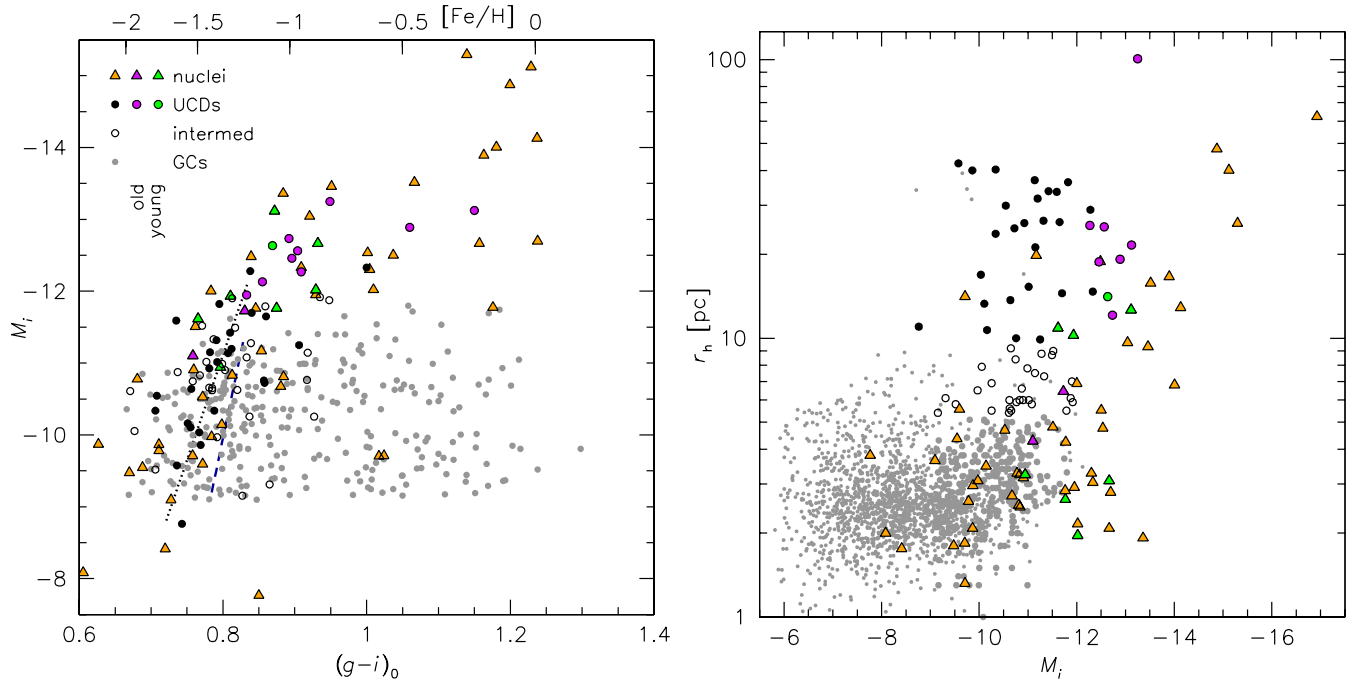 −2 −1.5 −1 −0.5 [Fe/H] 0
nuclei
UCDs
intermed
GCs
old
young
−14
−12
−10
−8
M_i
0.6 0.8 1 1.2 1.4
(g−i)₀
100
10
1
r_h [pc]
−6 −8 −10 −12 −14 −16
M_i